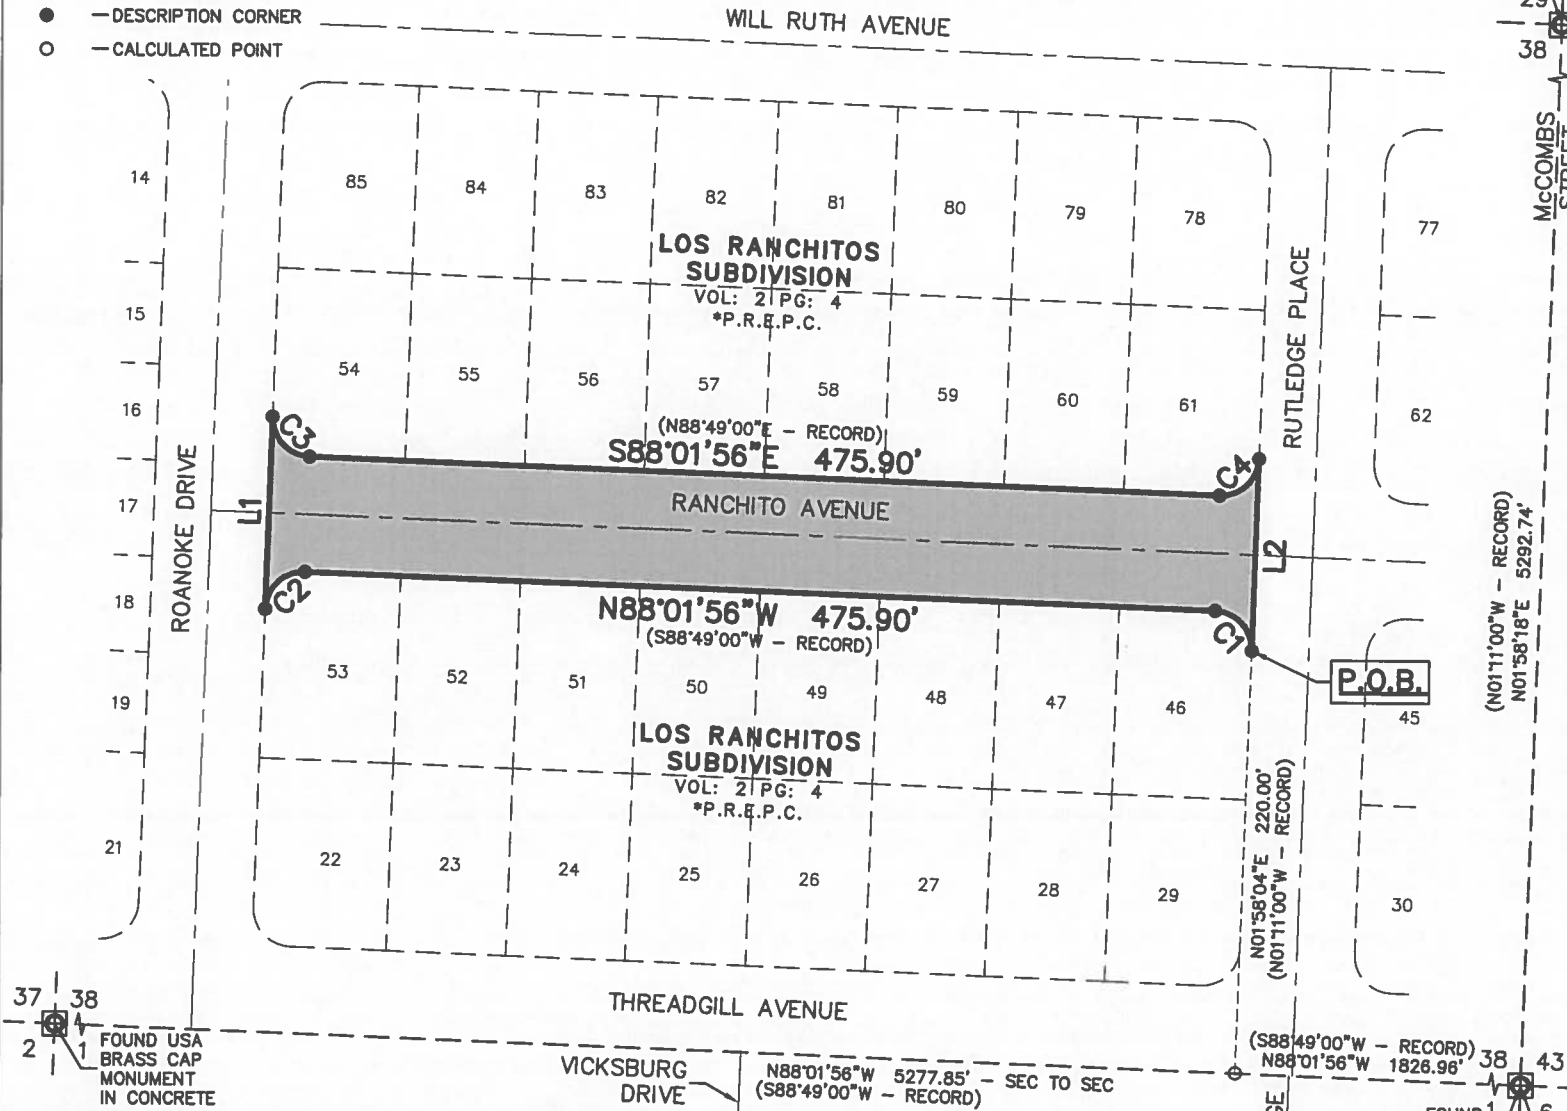 — DESCRIPTION CORNER
— CALCULATED POINT
WILL RUTH AVENUE
38
McCOMBS
STREET
14
85
84
83
82
81
80
79
78
77
LOS RANCHITOS
SUBDIVISION
VOL: 2 PG: 4
*P.R.E.P.C.
15
16
54
55
56
57
58
59
60
61
62
RUTLEDGE PLACE
ROANOKE DRIVE
C3
(N88°49'00"E – RECORD)
S88°01'56"E 475.90'
C4
17
L1
RANCHITO AVENUE
L2
18
C2
N88°01'56"W 475.90'
(S88°49'00"W – RECORD)
C1
P.O.B.
(N01°11'00"W – RECORD)
N01°58'18"E 5292.74'
19
53
52
51
50
49
48
47
46
45
LOS RANCHITOS
SUBDIVISION
VOL: 2 PG: 4
*P.R.E.P.C.
21
22
23
24
25
26
27
28
29
30
N01°58'04"E 220.00'
(N01°11'00"W – RECORD)
THREADGILL AVENUE
37 38
2 1
FOUND USA
BRASS CAP
MONUMENT
IN CONCRETE
VICKSBURG
DRIVE
N88°01'56"W 5277.85' – SEC TO SEC
(S88°49'00"W – RECORD)
(S88°49'00"W – RECORD)
N88°01'56"W 1826.96'
38 43
1